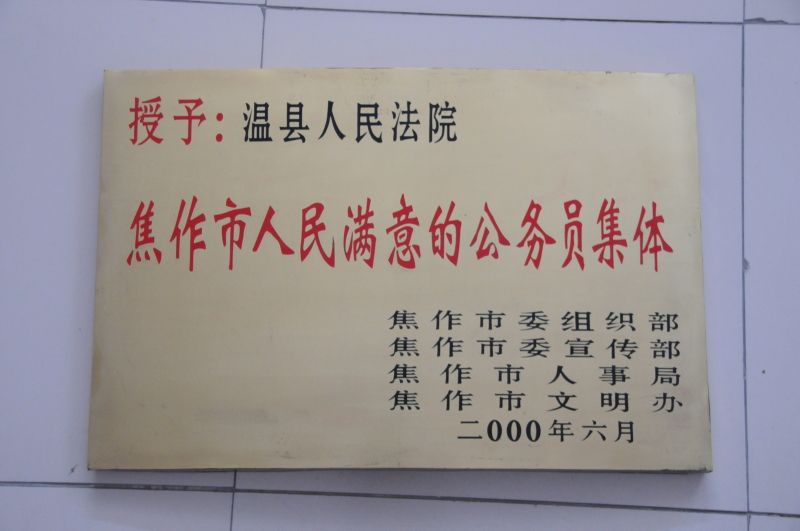 授予:温县人民法院
焦作市人民满意的公务员集体
焦作市委组织部
焦作市委宣传部
焦作市人事局
焦作市文明办
二000年六月